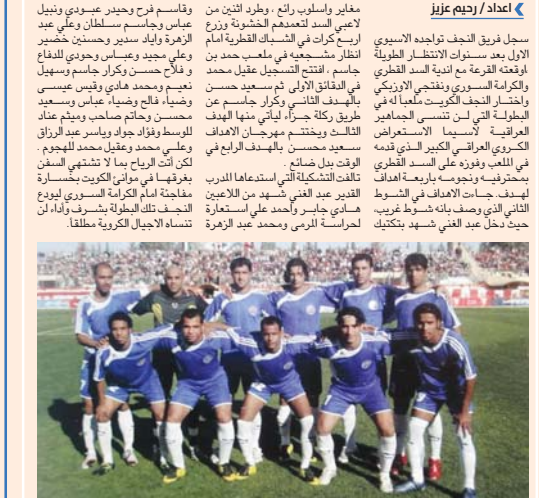 اعداد / رحيم عزيز
سجل فريق النجف تواجده الاسيوي
الاول بعد سنوات الانتظار الطويلة
اوقعته القرعة مع اندية السد القطري
والكرامة السوري ونفتجي الاوزبكي
واختار النجف الكويت ملعباً له في
البطولة التي لن تنسى الجماهير
العراقية لاسيما الاستعراض
الكروي العراقي الكبير الذي قدمه
في الملعب وفوزه على السد القطري
بمحترفيه ونجومه باربعة اهداف
لهدف جاءت الاهداف في الشوط
الثاني الذي وصف بانه شوط غريب،
حيث دخل عبد الغني شهد بتكتيك
مغاير واسلوب رائع ، وطرد اثنين من
لاعبي السد لتعمدهم الخشونة وزرع
اربع كرات في الشباك القطرية امام
انظار مشجعيه في ملعب حمد بن
جاسم ، افتتح التسجيل عقيل محمد
في الدقائق الاولى ثم سعيد حسن
بالهدف الثاني وكرار جاسم عن
طريق ركلة جزاء ليأتي منها الهدف
الثالث ويختتم مهرجان الاهداف
سعيد محسن بالهدف الرابع في
الوقت بدل ضائع .
تالفت التشكيلة التي استدعاها المدرب
القدير عبد الغني شهد من اللاعبين
هادي جابر واحمد علي استعارة
لحراسة المرمى ومحمد عبد الزهرة
وقاسم فرح وحيدر عبودي ونبيل
عباس وجاسم سلطان وعلي عبد
الزهرة واياد سدير وحسنين خضير
وعلي مجيد وعباس وحودي للدفاع
و فلاح حسن وكرار جاسم وسهيل
نعيم ومحمد هادي وقيس عيسى
وضياء فالح وضياء عباس وسعيد
محسن وحاتم صاحب وميثم عناد
للوسط وفؤاد جواد وياسر عبد الرزاق
وعلي محمد وعقيل محمد للهجوم .
لكن أتت الرياح بما لا تشتهي السفن
بغرقها في موانئ الكويت بخسارة
مفاجئة امام الكرامة السوري ليودع
النجف تلك البطولة بشرف وأداء لن
تنساه الاجيال الكروية مطلقاً.